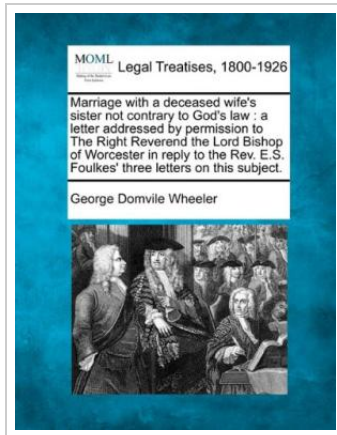 MOML
Legal Treatises, 1800-1926
Marriage with a deceased wife's
sister not contrary to God's law : a
letter addressed by permission to
The Right Reverend the Lord Bishop
of Worcester in reply to the Rev. E.S.
Foulkes' three letters on this subject.
George Domvile Wheeler